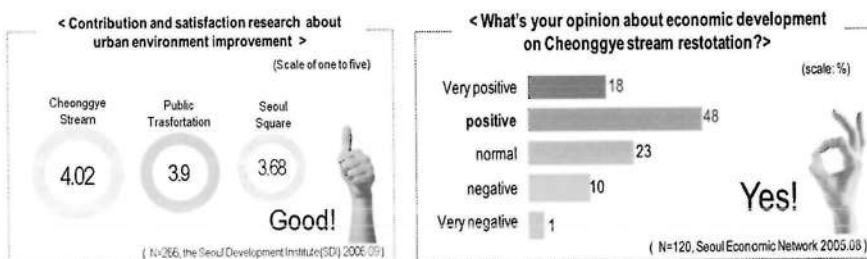 < Contribution and satisfaction research about
urban environment improvement >
(Scale of one to five)
Cheonggye
Stream
4.02
Public
Trasfortation
3.9
Seoul
Square
3.68
Good!
( N=266, the Seoul Development Institute(SDI) 2006.09)
< What's your opinion about economic development
on Cheonggye stream restotation?>
(scale: %)
Very positive 18
positive 48
normal 23
negative 10
Very negative 1
Yes!
( N=120, Seoul Economic Network 2005.08 )